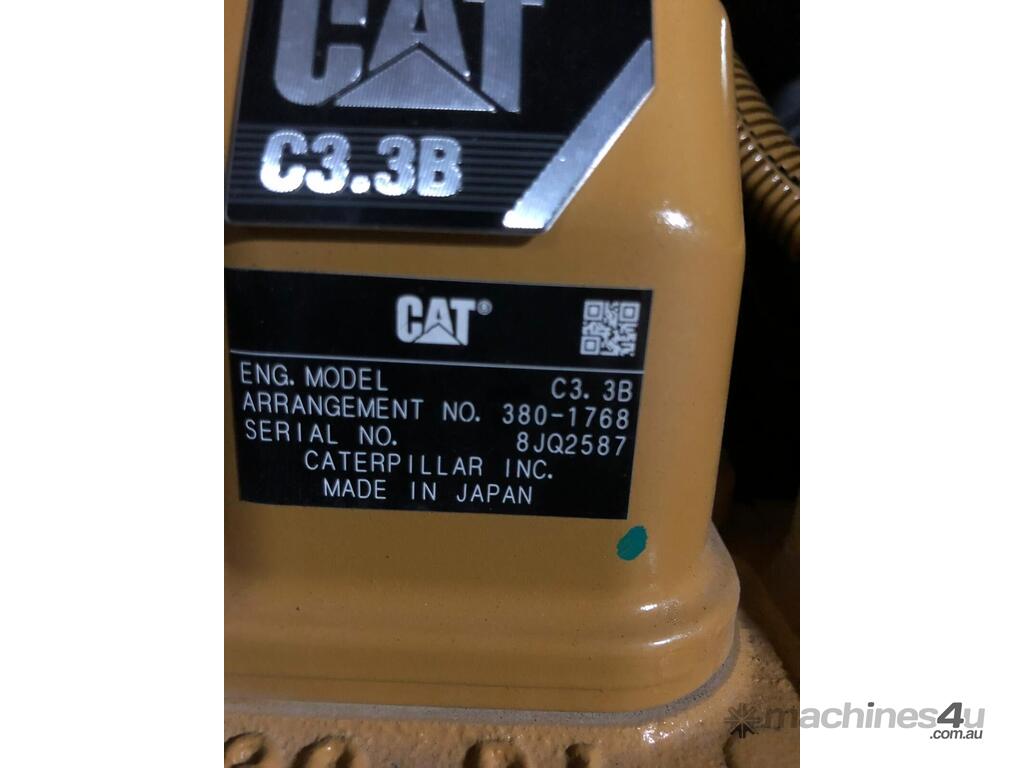 CAT
C3.3B
CAT®
ENG. MODEL C3. 3B
ARRANGEMENT NO. 380-1768
SERIAL NO. 8JQ2587
CATERPILLAR INC.
MADE IN JAPAN
machines4u
.com.au